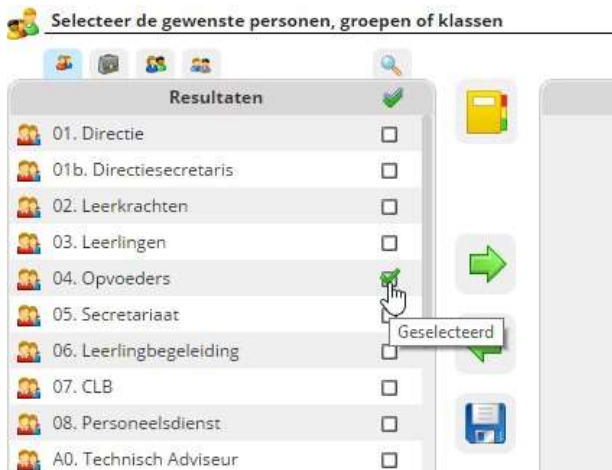 Selecteer de gewenste personen, groepen of klassen
Resultaten
01. Directie
01b. Directiesecretaris
02. Leerkrachten
03. Leerlingen
04. Opvoeders
05. Secretariaat
Geselecteerd
06. Leerlingbegeleiding
07. CLB
08. Personeelsdienst
A0. Technisch Adviseur